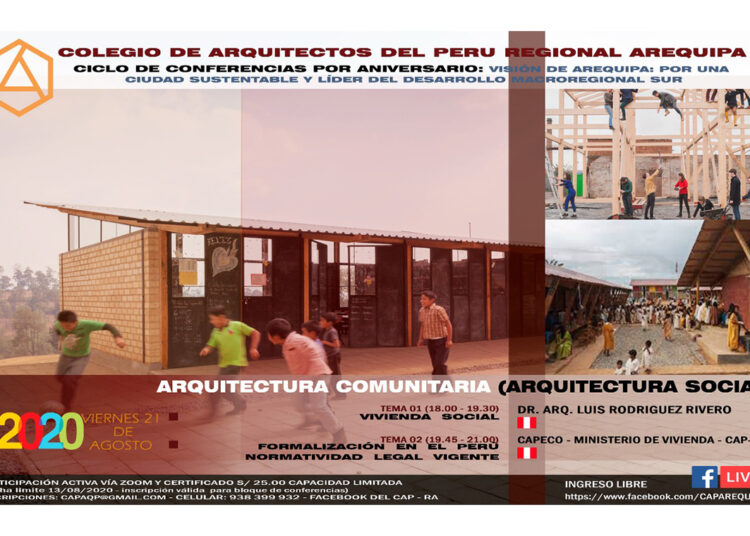 COLEGIO DE ARQUITECTOS DEL PERU REGIONAL AREQUIPA
CICLO DE CONFERENCIAS POR ANIVERSARIO: VISIÓN DE AREQUIPA: POR UNA
CIUDAD SUSTENTABLE Y LÍDER DEL DESARROLLO MACROREGIONAL SUR
ARQUITECTURA COMUNITARIA (ARQUITECTURA SOCIA
2020
VIERNES 21
DE
AGOSTO
TEMA 01 (18.00 - 19.30)
VIVIENDA SOCIAL
DR. ARQ. LUIS RODRIGUEZ RIVERO
TEMA 02 (19.45 - 21.00)
FORMALIZACIÓN EN EL PERÚ
NORMATIVIDAD LEGAL VIGENTE
CAPECO - MINISTERIO DE VIVIENDA - CAP-
TICIPACIÓN ACTIVA VÍA ZOOM Y CERTIFICADO S/ 25.00 CAPACIDAD LIMITADA
ha límite 13/08/2020 - inscripción válida para bloque de conferencias)
SCRIPCIONES: CAPAQP@GMAIL.COM - CELULAR: 938 399 932 - FACEBOOK DEL CAP - RA
INGRESO LIBRE
f LIV
https://www.facebook.com/CAPAREQU